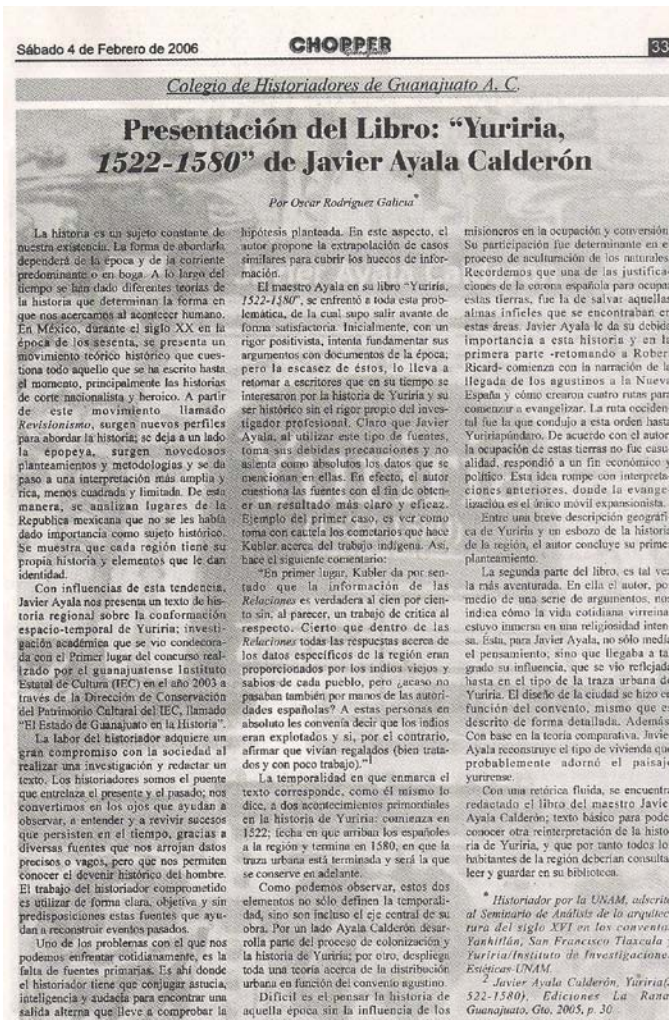 Sábado 4 de Febrero de 2006
CHOPPER
33
Colegio de Historiadores de Guanajuato A. C.
Presentación del Libro: “Yuriria,
1522-1580” de Javier Ayala Calderón
Por Oscar Rodríguez Galicia*
La historia es un sujeto constante de
nuestra existencia. La forma de abordarla
dependerá de la época y de la corriente
predominante o en boga. A lo largo del
tiempo se han dado diferentes teorías de
la historia que determinan la forma en
que nos acercamos al acontecer humano.
En México, durante el siglo XX en la
época de los sesenta, se presenta un
movimiento teórico histórico que cues-
tiona todo aquello que se ha escrito hasta
el momento, principalmente las historias
de corte nacionalista y heroico. A partir
de este movimiento llamado
Revisionismo, surgen nuevos perfiles
para abordar la historia; se deja a un lado
la epopeya, surgen novedosos
planteamientos y metodologías y se da
paso a una interpretación más amplia y
rica, menos cuadrada y limitada. De esta
manera, se analizan lugares de la
Republica mexicana que no se les había
dado importancia como sujeto histórico.
Se muestra que cada región tiene su
propia historia y elementos que le dan
identidad.
Con influencias de esta tendencia,
Javier Ayala nos presenta un texto de his-
toria regional sobre la conformación
espacio-temporal de Yuriria; investi-
gación académica que se vio condecora-
da con el Primer lugar del concurso real-
izado por el guanajuatense Instituto
Estatal de Cultura (IEC) en el año 2003 a
través de la Dirección de Conservación
del Patrimonio Cultural del IEC, llamado
“El Estado de Guanajuato en la Historia”.
La labor del historiador adquiere un
gran compromiso con la sociedad al
realizar una investigación y redactar un
texto. Los historiadores somos el puente
que entrelaza el presente y el pasado; nos
convertimos en los ojos que ayudan a
observar, a entender y a revivir sucesos
que persisten en el tiempo, gracias a
diversas fuentes que nos arrojan datos
precisos o vagos, pero que nos permiten
conocer el devenir histórico del hombre.
El trabajo del historiador comprometido
es utilizar de forma clara, objetiva y sin
predisposiciones estas fuentes que ayu-
dan a reconstruir eventos pasados.
Uno de los problemas con el que nos
podemos enfrentar cotidianamente, es la
falta de fuentes primarias. Es ahí donde
el historiador tiene que conjugar astucia,
inteligencia y audacia para encontrar una
salida alterna que lleve a comprobar la
hipótesis planteada. En este aspecto, el
autor propone la extrapolación de casos
similares para cubrir los huecos de infor-
mación.
El maestro Ayala en su libro “Yuriria,
1522-1580”, se enfrentó a toda esta prob-
lemática, de la cual supo salir avante de
forma satisfactoria. Inicialmente, con un
rigor positivista, intenta fundamentar sus
argumentos con documentos de la época;
pero la escasez de éstos, lo lleva a
retomar a escritores que en su tiempo se
interesaron por la historia de Yuriria y su
ser histórico sin el rigor propio del inves-
tigador profesional. Claro que Javier
Ayala, al utilizar este tipo de fuentes,
toma sus debidas precauciones y no
asienta como absolutos los datos que se
mencionan en ellas. En efecto, el autor
cuestiona las fuentes con el fin de obten-
er un resultado más claro y eficaz.
Ejemplo del primer caso, es ver como
toma con cautela los cometarios que hace
Kubler acerca del trabajo indígena. Así,
hace el siguiente comentario:
“En primer lugar, Kubler da por sen-
tado que la información de las
Relaciones es verdadera al cien por cien-
to sin, al parecer, un trabajo de crítica al
respecto. Cierto que dentro de las
Relaciones todas las respuestas acerca de
los datos específicos de la región eran
proporcionados por los indios viejos y
sabios de cada pueblo, pero ¿acaso no
pasaban también por manos de las autori-
dades españolas? A estas personas en
absoluto les convenía decir que los indios
eran explotados y si, por el contrario,
afirmar que vivían regalados (bien trata-
dos y con poco trabajo).”1
La temporalidad en que enmarca el
texto corresponde, como él mismo lo
dice, a dos acontecimientos primordiales
en la historia de Yuriria: comienza en
1522; fecha en que arriban los españoles
a la región y termina en 1580, en que la
traza urbana está terminada y será la que
se conserve en adelante.
Como podemos observar, estos dos
elementos no sólo definen la temporali-
dad, sino son incluso el eje central de su
obra. Por un lado Ayala Calderón desar-
rolla parte del proceso de colonización y
la historia de Yuriria; por otro, despliega
toda una teoría acerca de la distribución
urbana en función del convento agustino.
Difícil es el pensar la historia de
aquella época sin la influencia de los
misioneros en la ocupación y conversión.
Su participación fue determinante en el
proceso de aculturación de los naturales.
Recordemos que una de las justifica-
ciones de la corona española para ocupar
estas tierras, fue la de salvar aquellas
almas infieles que se encontraban en
estas áreas. Javier Ayala le da su debida
importancia a esta historia y en la
primera parte -retomando a Rober
Ricard- comienza con la narración de la
llegada de los agustinos a la Nueva
España y cómo crearon cuatro rutas para
comenzar a evangelizar. La ruta occiden-
tal fue la que condujo a esta orden hasta
Yuririapúndaro. De acuerdo con el autor
la ocupación de estas tierras no fue casu-
alidad, respondió a un fin económico y
político. Esta idea rompe con interpreta-
ciones anteriores, donde la evange-
lización es el único móvil expansionista.
Entre una breve descripción geográfi-
ca de Yuriria y un esbozo de la historia
de la región, el autor concluye su primer
planteamiento.
La segunda parte del libro, es tal vez
la más aventurada. En ella el autor, por
medio de una serie de argumentos, nos
indica cómo la vida cotidiana virreinal
estuvo inmersa en una religiosidad inten-
sa. Esta, para Javier Ayala, no sólo medía
el pensamiento, sino que llegaba a tal
grado su influencia, que se vio reflejada
hasta en el tipo de la traza urbana de
Yuriria. El diseño de la ciudad se hizo en
función del convento, mismo que es
descrito de forma detallada. Además
Con base en la teoría comparativa, Javier
Ayala reconstruye el tipo de vivienda que
probablemente adornó el paisaje
yurirense.
Con una retórica fluida, se encuentra
redactado el libro del maestro Javier
Ayala Calderón; texto básico para poder
conocer otra reinterpretación de la histo-
ria de Yuriria, y que por tanto todos los
habitantes de la región deberían consultar,
leer y guardar en su biblioteca.
* Historiador por la UNAM, adscrito
al Seminario de Análisis de la arquitec-
tura del siglo XVI en los conventos
Yanhitlán, San Francisco Tlaxcala y
Yuriria/Instituto de Investigaciones
Estéticas-UNAM.
2 Javier Ayala Calderón, Yuriria(1
522-1580), Ediciones La Rana,
Guanajuato, Gto. 2005, p. 30